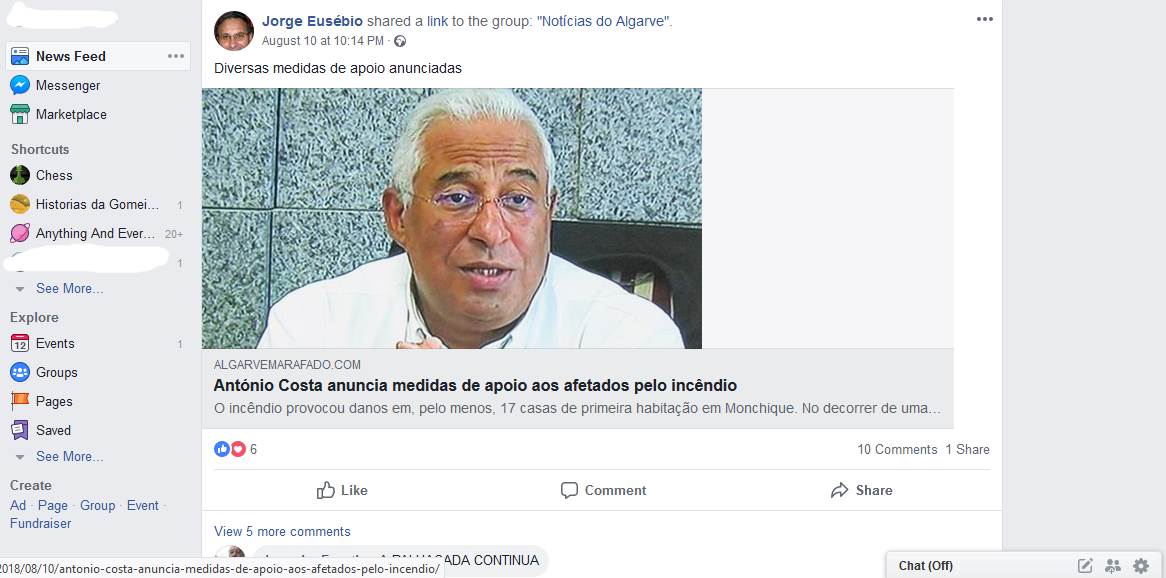 News Feed
Messenger
Marketplace
Shortcuts
Chess
Historias da Gomei... 1
Anything And Ever... 20+
1
See More...
Explore
12 Events 1
Groups
Pages
Saved
See More...
Create
Ad · Page · Group · Event ·
Fundraiser
Jorge Eusébio shared a link to the group: "Notícias do Algarve".
August 10 at 10:14 PM ·
Diversas medidas de apoio anunciadas
ALGARVEMARAFADO.COM
António Costa anuncia medidas de apoio aos afetados pelo incêndio
O incêndio provocou danos em, pelo menos, 17 casas de primeira habitação em Monchique. No decorrer de uma...
6
10 Comments 1 Share
Like Comment Share
View 5 more comments
A PALHAÇADA CONTINUA
2018/08/10/antonio-costa-anuncia-medidas-de-apoio-aos-afetados-pelo-incendio/
Chat (Off)